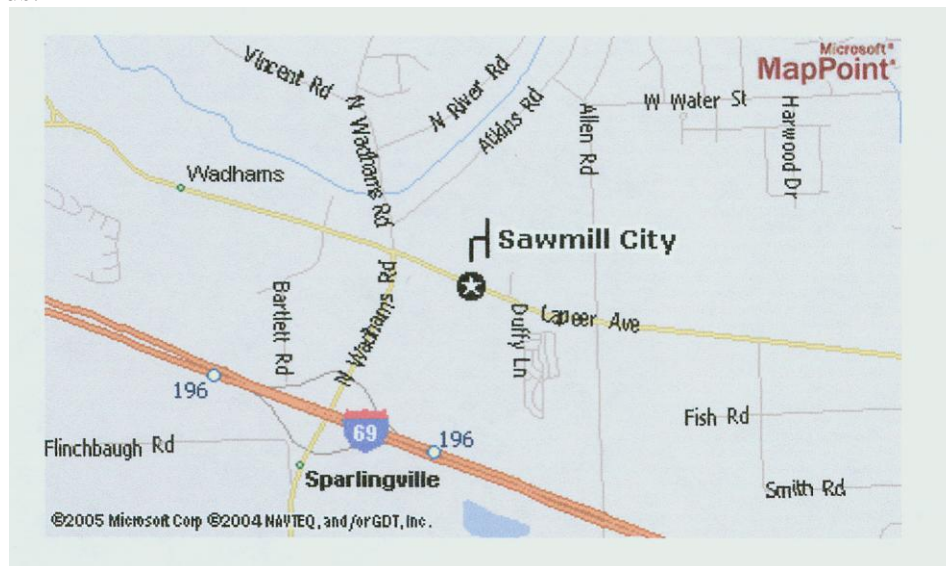 Microsoft®
MapPoint®
Vincent Rd
N River Rd
Atkins Rd
W Water St
N Wadhams Rd
Allen Rd
Harwood Dr
Wadhams
Sawmill City
Bartlett Rd
N Wadhams Rd
Duffy Ln
Lapeer Ave
196
69
196
Fish Rd
Flinchbaugh Rd
Sparlingville
Smith Rd
©2005 Microsoft Corp ©2004 NAVTEQ, and/or GDT, Inc.